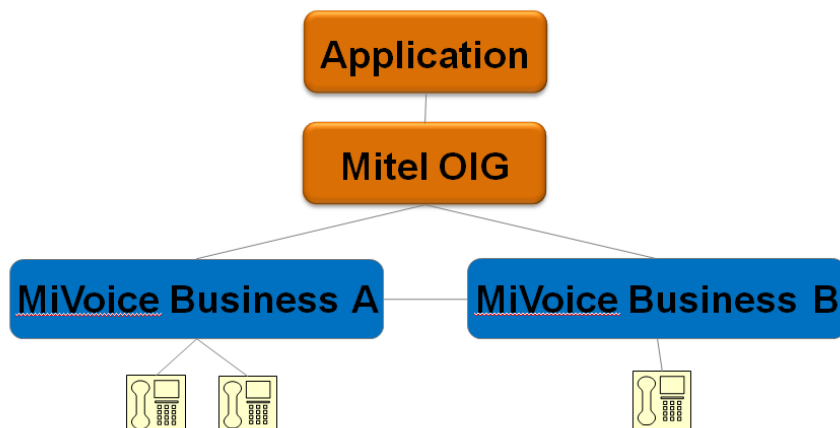 Application
Mitel OIG
MiVoice Business A
MiVoice Business B